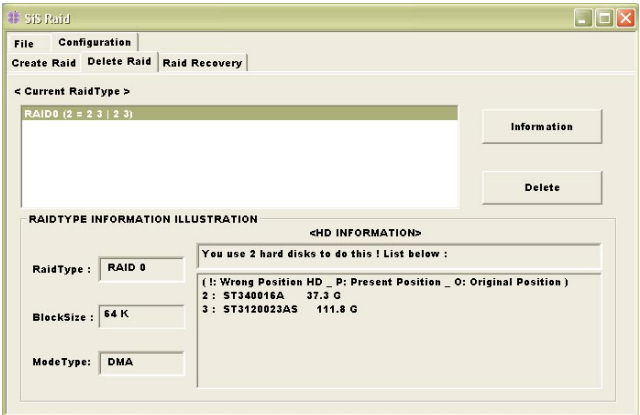 SiS Raid
File Configuration
Create Raid Delete Raid Raid Recovery
< Current RaidType >
RAID0 (2 = 2 3 | 2 3)
Information
Delete
RAIDTYPE INFORMATION ILLUSTRATION
<HD INFORMATION>
You use 2 hard disks to do this ! List below :
RaidType : RAID 0
( !: Wrong Position HD _ P: Present Position _ O: Original Position )
2 : ST340016A 37.3 G
3 : ST3120023AS 111.8 G
BlockSize : 64 K
ModeType: DMA